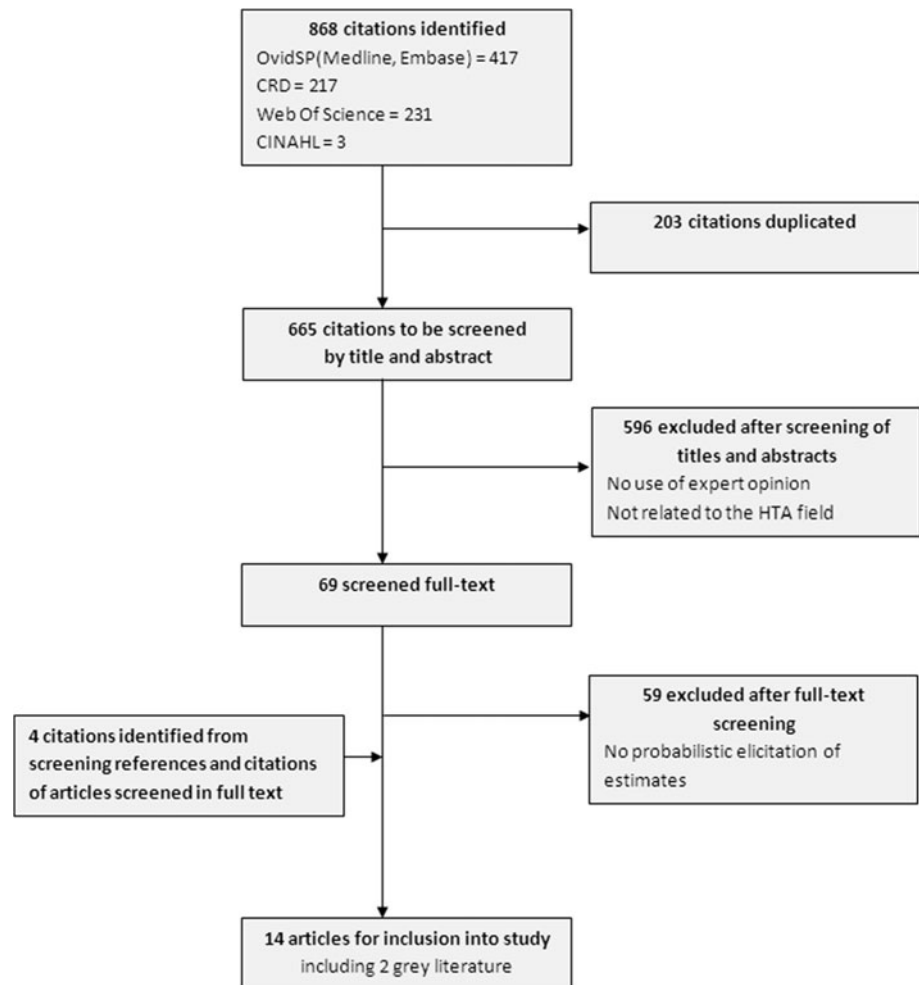 868 citations identified
OvidSP(Medline, Embase) = 417
CRD = 217
Web Of Science = 231
CINAHL = 3
203 citations duplicated
665 citations to be screened
by title and abstract
596 excluded after screening of
titles and abstracts
No use of expert opinion
Not related to the HTA field
69 screened full-text
59 excluded after full-text
screening
No probabilistic elicitation of
estimates
4 citations identified from
screening references and citations
of articles screened in full text
14 articles for inclusion into study
including 2 grey literature